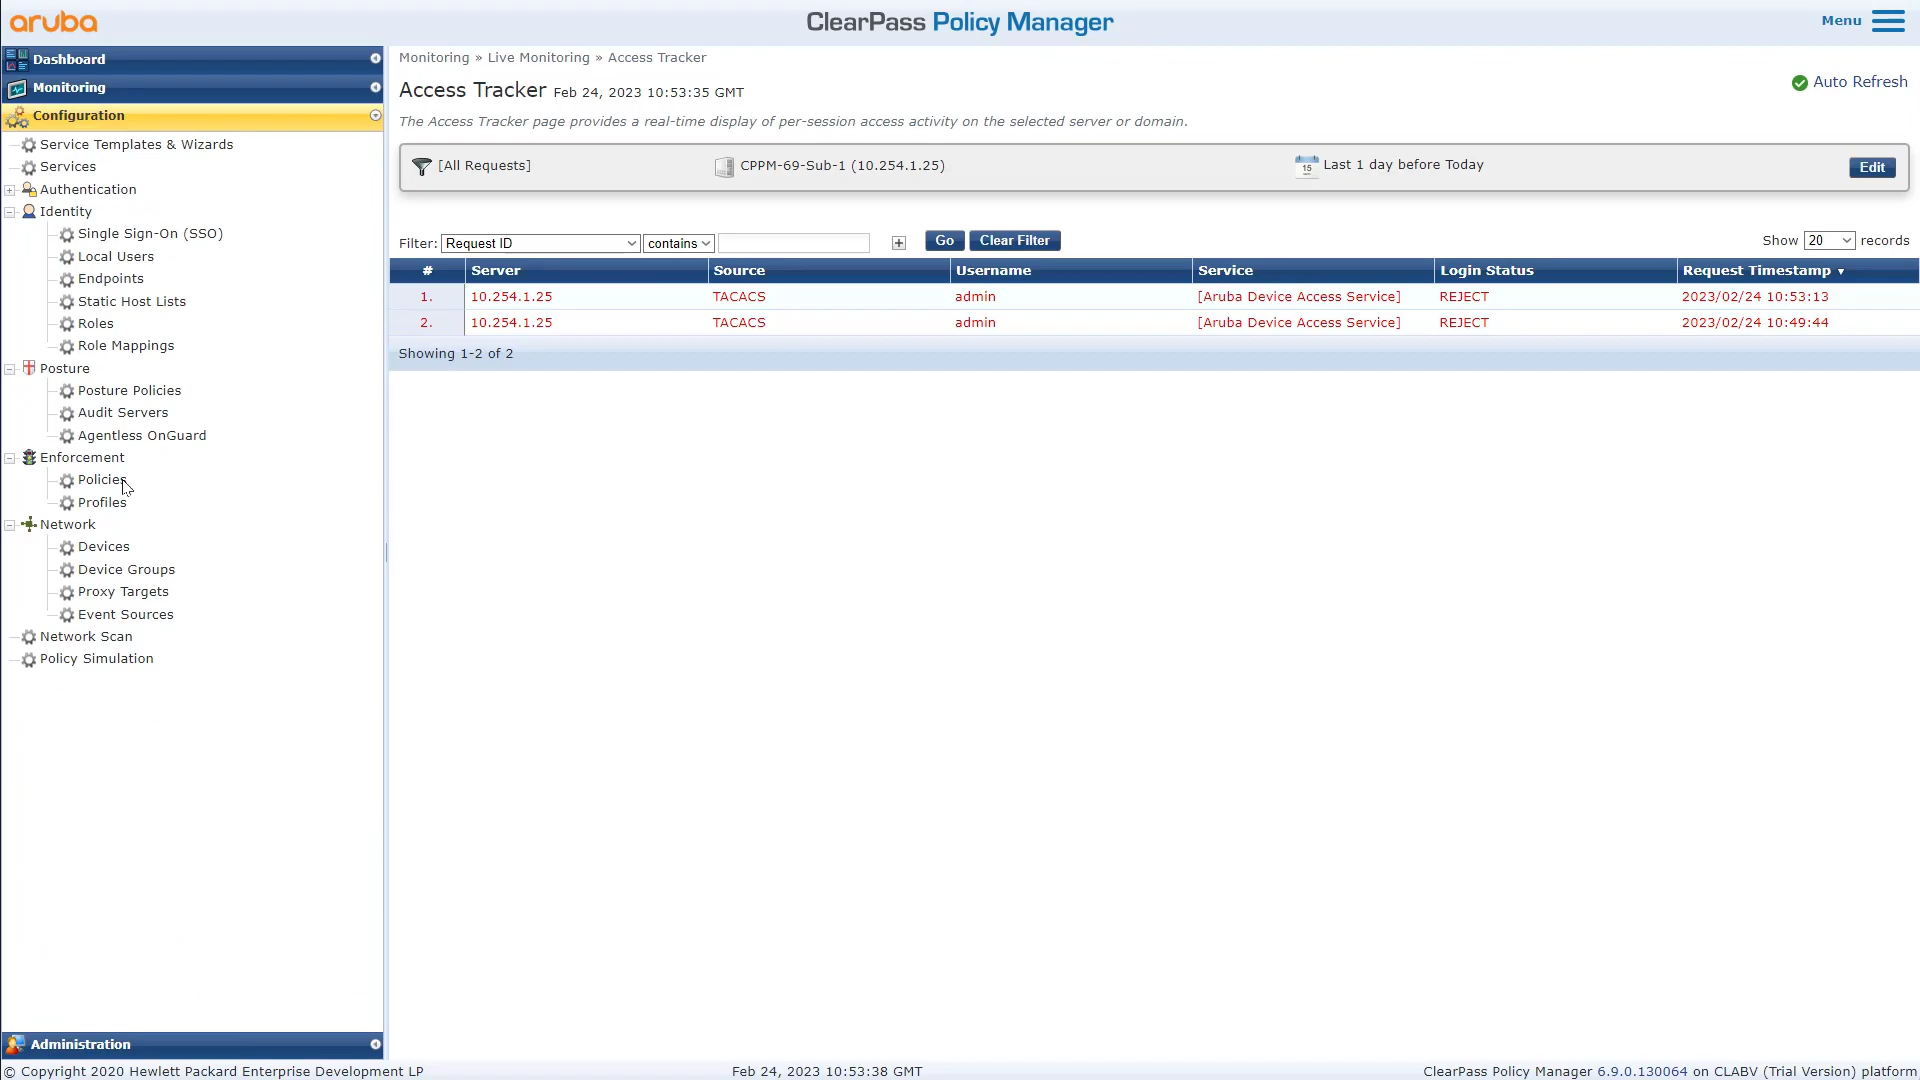 aruba
ClearPass Policy Manager
Menu
Dashboard
Monitoring
Configuration
Service Templates & Wizards
Services
Authentication
Identity
Single Sign-On (SSO)
Local Users
Endpoints
Static Host Lists
Roles
Role Mappings
Posture
Posture Policies
Audit Servers
Agentless OnGuard
Enforcement
Policies
Profiles
Network
Devices
Device Groups
Proxy Targets
Event Sources
Network Scan
Policy Simulation
Administration
Monitoring » Live Monitoring » Access Tracker
Access Tracker Feb 24, 2023 10:53:35 GMT
Auto Refresh
The Access Tracker page provides a real-time display of per-session access activity on the selected server or domain.
[All Requests] CPPM-69-Sub-1 (10.254.1.25) 15 Last 1 day before Today Edit
Filter: Request ID contains + Go Clear Filter Show 20 records
# Server Source Username Service Login Status Request Timestamp ▼
1. 10.254.1.25 TACACS admin [Aruba Device Access Service] REJECT 2023/02/24 10:53:13
2. 10.254.1.25 TACACS admin [Aruba Device Access Service] REJECT 2023/02/24 10:49:44
Showing 1-2 of 2
© Copyright 2020 Hewlett Packard Enterprise Development LP Feb 24, 2023 10:53:38 GMT ClearPass Policy Manager 6.9.0.130064 on CLABV (Trial Version) platform